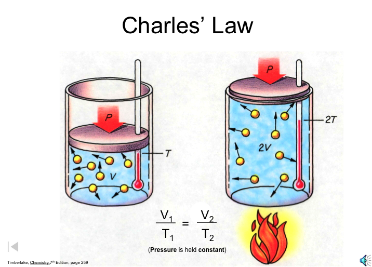 Charles' Law
P
P
T
2T
V
2V
V1 = V2
T1 T2
(Pressure is held constant)